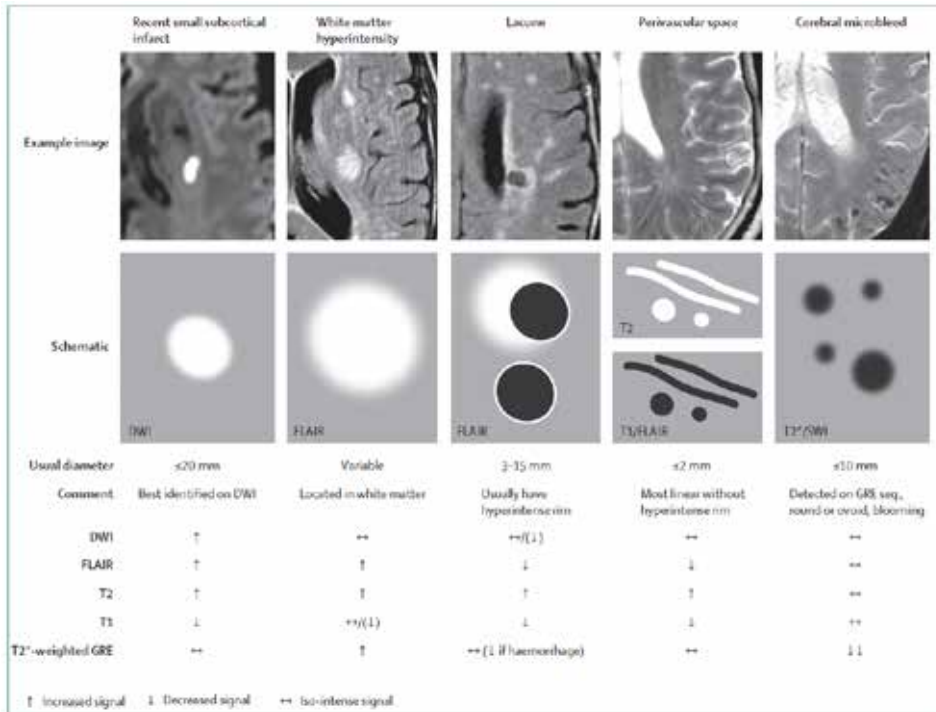 Recent small subcortical infarct White matter hyperintensity Lacune Perivascular space Cerebral microbleed
Example image
Schematic
DWI FLAIR FLAIR T2 T1/FLAIR T2*/SWI
Usual diameter ≤20 mm Variable 3–15 mm ≤2 mm ≤10 mm
Comment Best identified on DWI Located in white matter Usually have hyperintense rim Most linear without hyperintense rim Detected on GRE seq., round or ovoid, blooming
DWI ↑ ↔ ↔/(↓) ↔ ↔
FLAIR ↑ ↑ ↓ ↓ ↔
T2 ↑ ↑ ↑ ↑ ↔
T1 ↓ ↔/(↓) ↓ ↓ ↔
T2*-weighted GRE ↔ ↑ ↔ (↓ if haemorrhage) ↔ ↓↓
↑ Increased signal ↓ Decreased signal ↔ Iso-intense signal